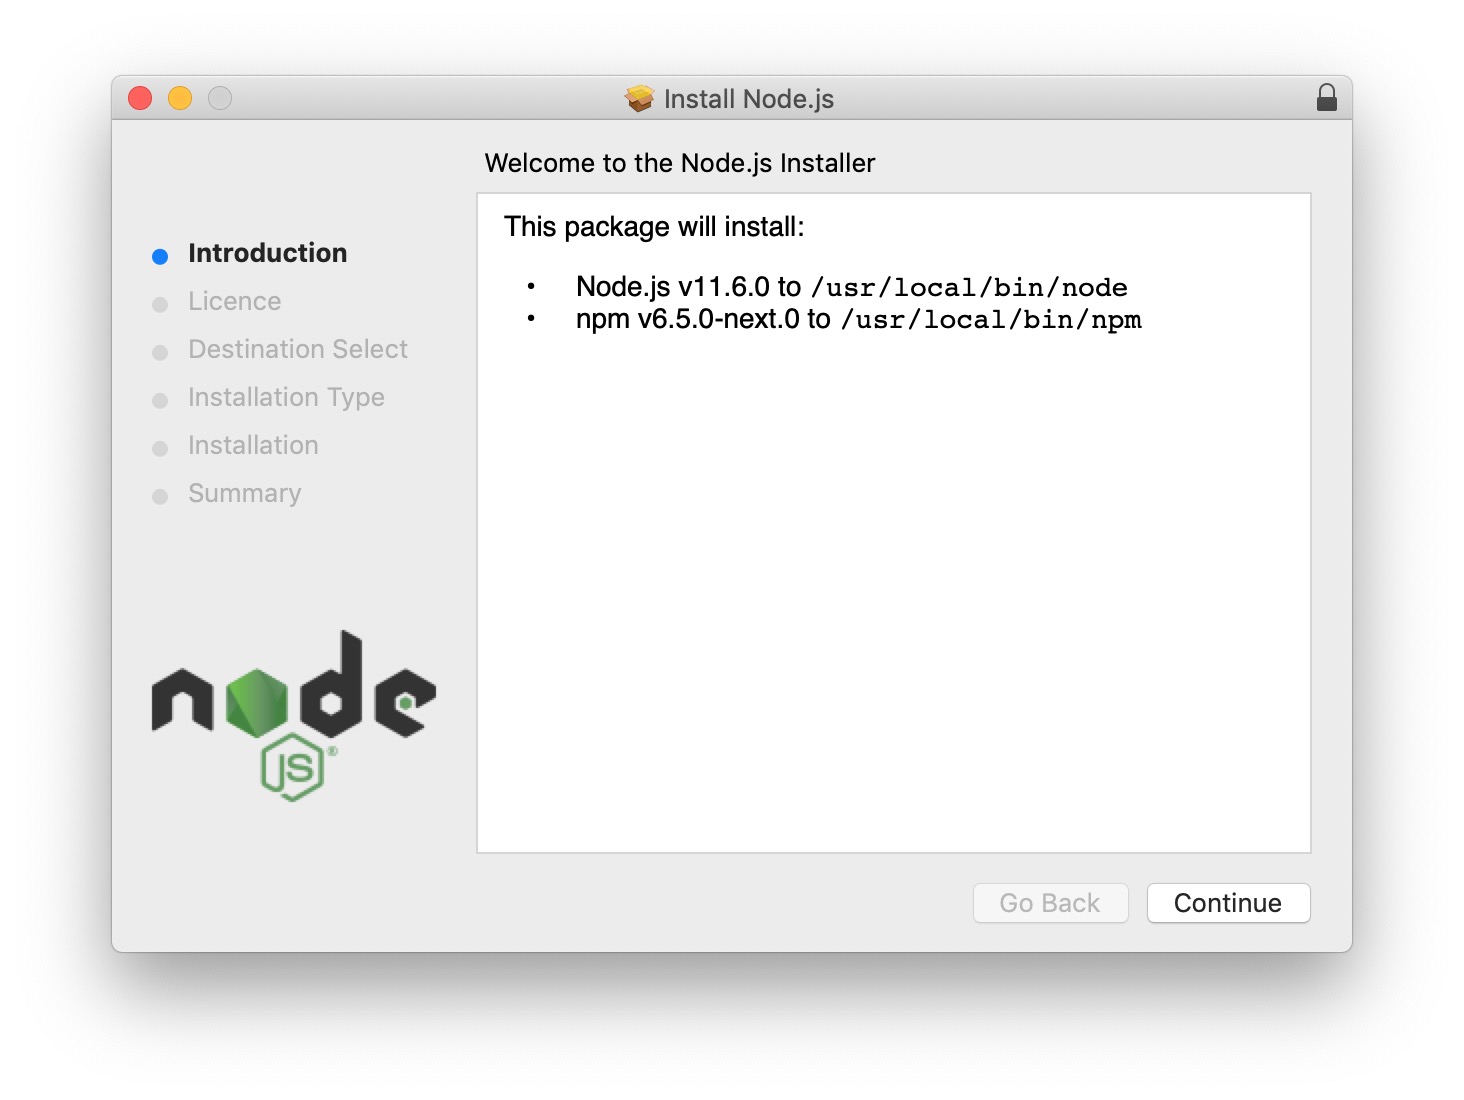 Install Node.js
Welcome to the Node.js Installer
Introduction
Licence
Destination Select
Installation Type
Installation
Summary
This package will install:
• Node.js v11.6.0 to /usr/local/bin/node
• npm v6.5.0-next.0 to /usr/local/bin/npm
node
JS®
Go Back
Continue